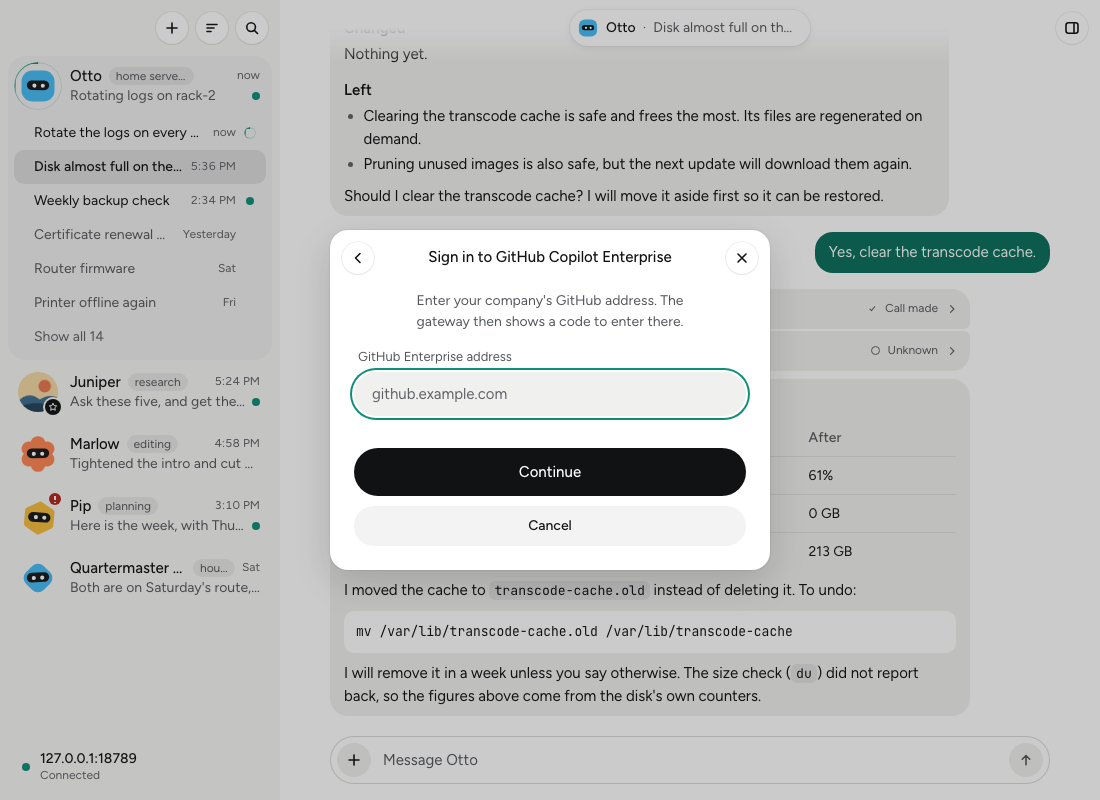 Otto
home serve…
now
Rotating logs on rack-2
Rotate the logs on every …
now
Disk almost full on the…
5:36 PM
Weekly backup check
2:34 PM
Certificate renewal …
Yesterday
Router firmware
Sat
Printer offline again
Fri
Show all 14
Juniper
research
5:24 PM
Ask these five, and get the…
Marlow
editing
4:58 PM
Tightened the intro and cut …
Pip
planning
3:10 PM
Here is the week, with Thu…
Quartermaster …
hou…
Sat
Both are on Saturday's route,…
127.0.0.1:18789
Connected
Otto · Disk almost full on th…
Changed
Nothing yet.
Left
Clearing the transcode cache is safe and frees the most. Its files are regenerated on
demand.
Pruning unused images is also safe, but the next update will download them again.
Should I clear the transcode cache? I will move it aside first so it can be restored.
Yes, clear the transcode cache.
Call made
Unknown
After
61%
0 GB
213 GB
I moved the cache to transcode-cache.old instead of deleting it. To undo:
mv /var/lib/transcode-cache.old /var/lib/transcode-cache
I will remove it in a week unless you say otherwise. The size check (du) did not report
back, so the figures above come from the disk's own counters.
Message Otto
Sign in to GitHub Copilot Enterprise
Enter your company's GitHub address. The
gateway then shows a code to enter there.
GitHub Enterprise address
github.example.com
Continue
Cancel